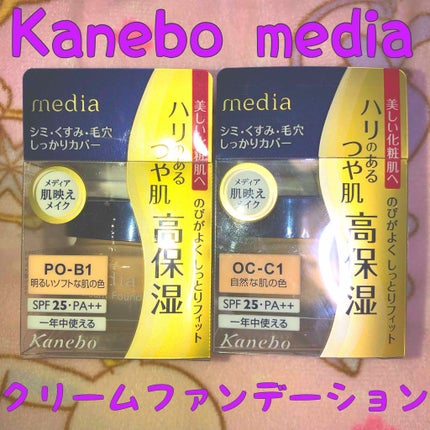 Kanebo media
media
シミ・くすみ・毛穴
しっかりカバー
メディア
肌映え
メイク
PO-B1
明るいソフトな肌の色
SPF 25・PA++
一年中使える
Kanebo
美しい化粧肌へ
のびがよく しっとりフィット
ハリのある
つや肌
高保湿
media
シミ・くすみ・毛穴
しっかりカバー
メディア
肌映え
メイク
OC-C1
自然な肌の色
SPF 25・PA++
一年中使える
Kanebo
美しい化粧肌へ
のびがよく しっとりフィット
ハリのある
つや肌
高保湿
クリームファンデーション